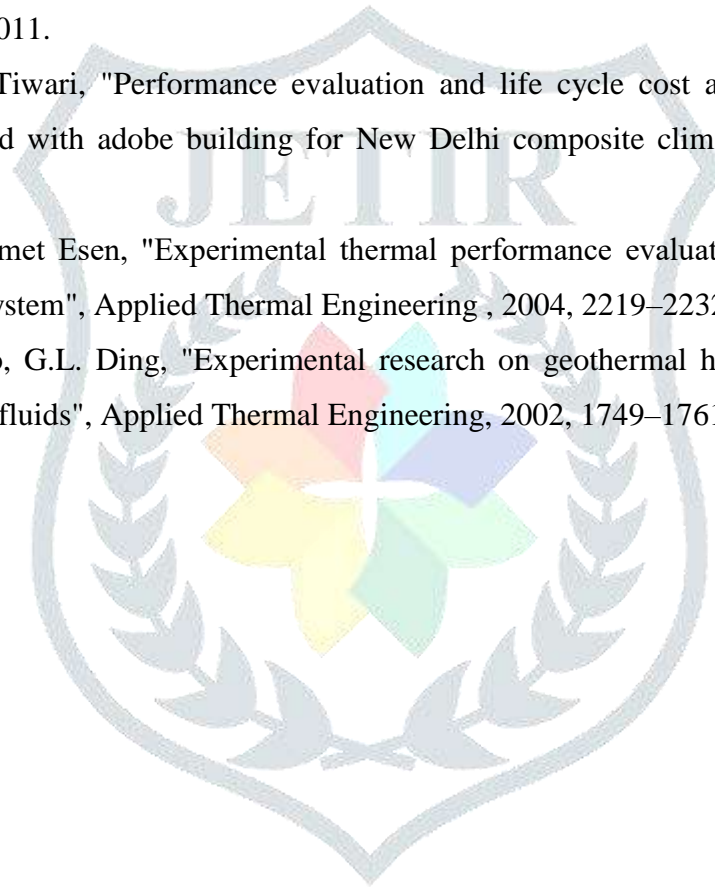 011.
Tiwari, "Performance evaluation and life cycle cost a
d with adobe building for New Delhi composite clim
JETIR
met Esen, "Experimental thermal performance evaluat
ystem", Applied Thermal Engineering , 2004, 2219–2232
, G.L. Ding, "Experimental research on geothermal h
fluids", Applied Thermal Engineering, 2002, 1749–1761